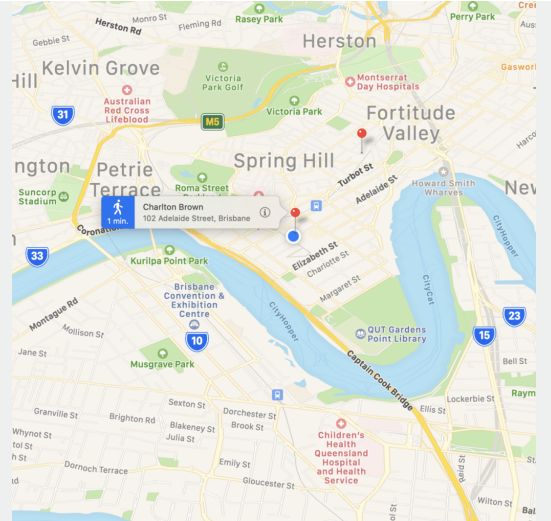 Monro St
Rasey Park
Perry Park
Herston Rd
Fleming Rd
Gebbie St
Herston
Kelvin Grove
Victoria
Park Golf
Montserrat
Day Hospitals
Australian
Red Cross
Lifeblood
Victoria Park
31
M5
Fortitude
Valley
Spring Hill
Petrie
Terrace
Turbot St
Roma Street
Adelaide St
Howard Smith
Wharves
Suncorp
Stadium
1 min.
Charlton Brown
102 Adelaide Street, Brisbane
CityHopper
33
Kurilpa Point Park
Elizabeth St
Charlotte St
Margaret St
CityCat
Brisbane
Convention &
Exhibition
Centre
CityHopper
Montague Rd
Mollison St
10
QUT Gardens
Point Library
23
15
Jane St
Musgrave Park
Captain Cook Bridge
Bell St
Lockerbie St
Sexton St
Dorchester St
Ellis St
Granville St
Brighton Rd
Blakeney St
Brook St
Julia St
Children's
Health
Queensland
Hospital
and Health
Service
Emily St
Dornoch Terrace
Gloucester St
Wilton St